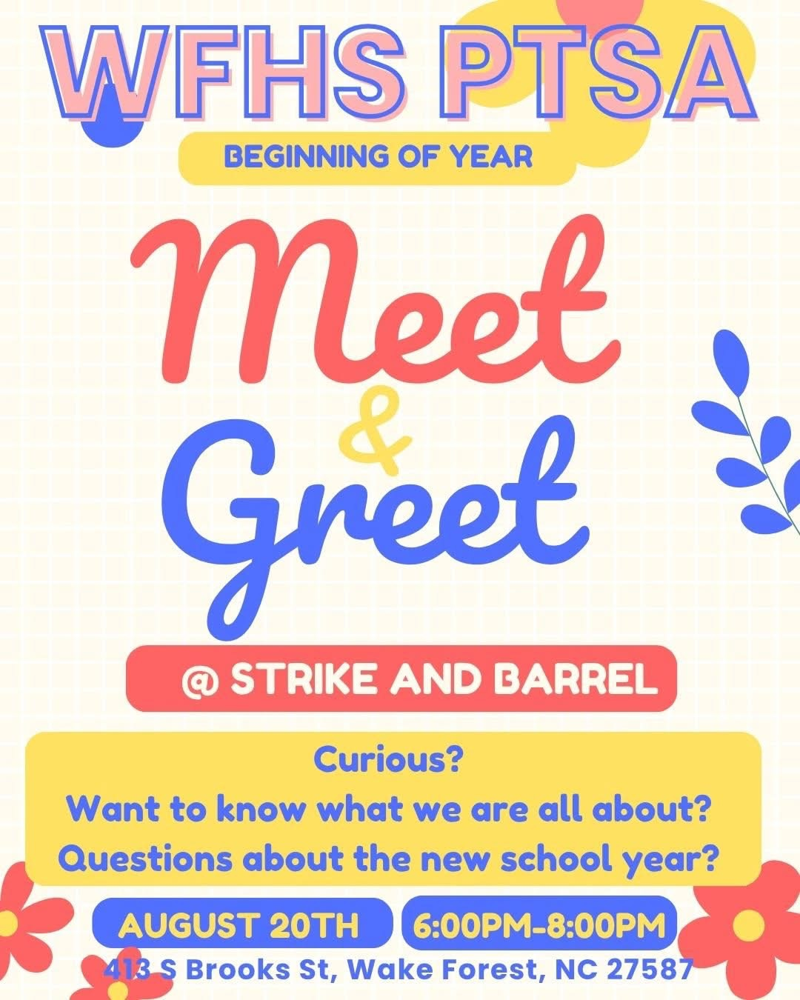 WFHS PTSA
BEGINNING OF YEAR
Meet
&
Greet
@ STRIKE AND BARREL
Curious?
Want to know what we are all about?
Questions about the new school year?
AUGUST 20TH 6:00PM-8:00PM
413 S Brooks St, Wake Forest, NC 27587